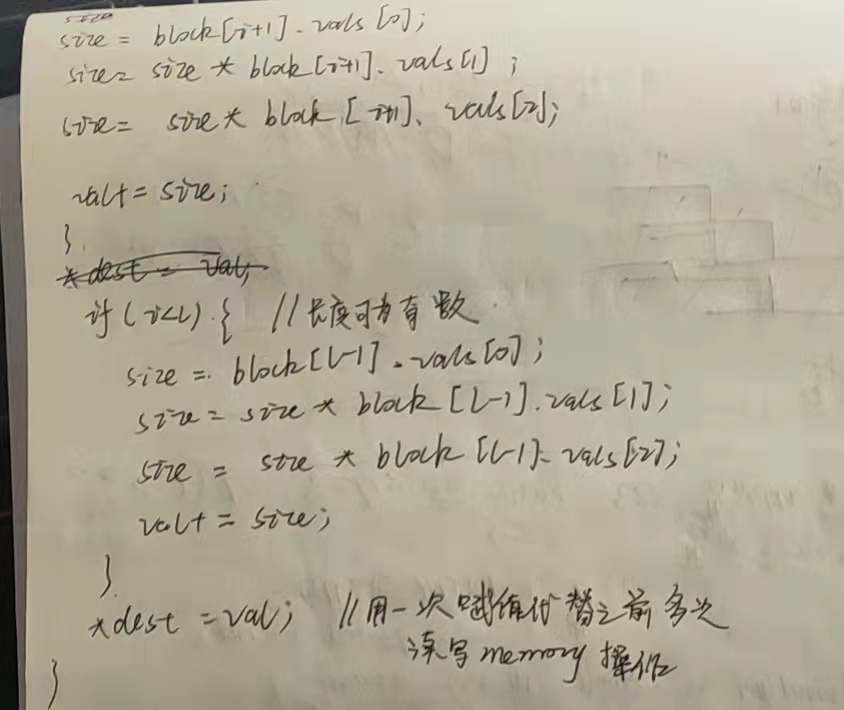 size = block[i+1].vals[0];
size = size * block[i+1].vals[1];
size = size * block[i+1].vals[2];
val += size;
}
*dest = val;
if (i<L) { //长度可为奇数
size = block[L-1].vals[0];
size = size * block[L-1].vals[1];
size = size * block[L-1].vals[2];
val += size;
}
*dest = val; //用一次赋值代替之前多次
读写memory操作
}